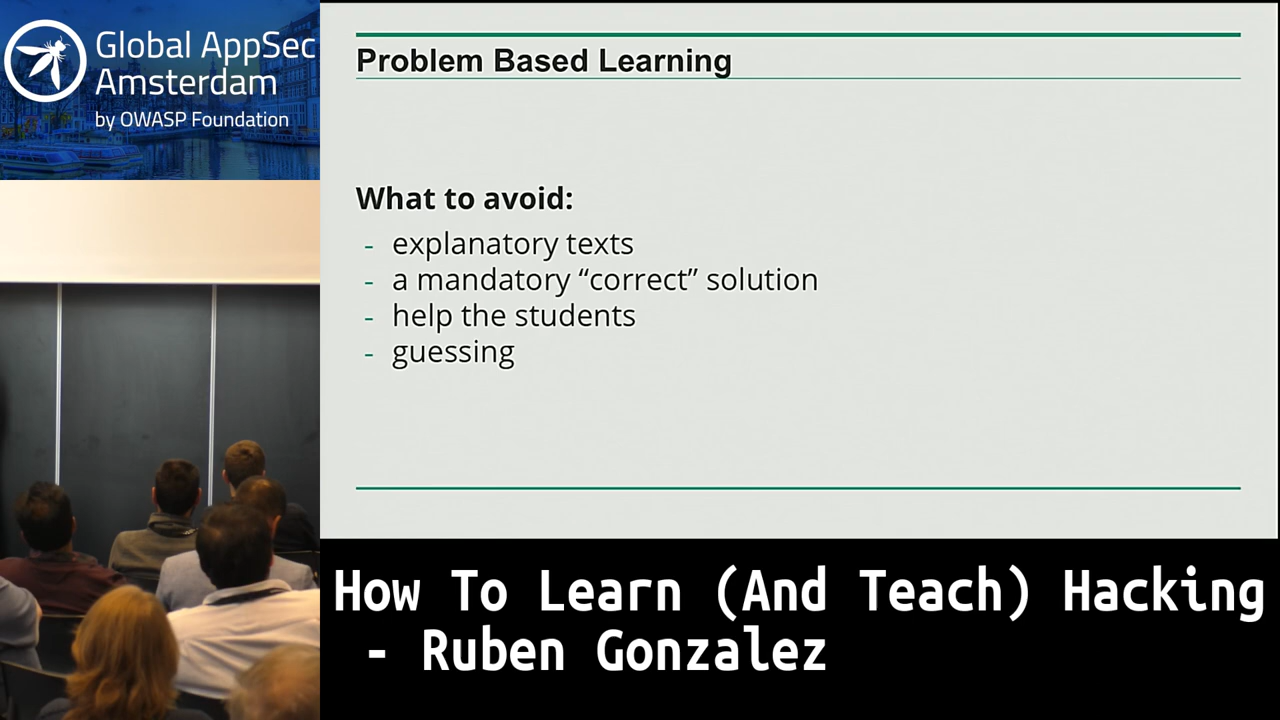 Global AppSec
Amsterdam
by OWASP Foundation
Problem Based Learning
What to avoid:
- explanatory texts
- a mandatory “correct” solution
- help the students
- guessing
How To Learn (And Teach) Hacking
- Ruben Gonzalez